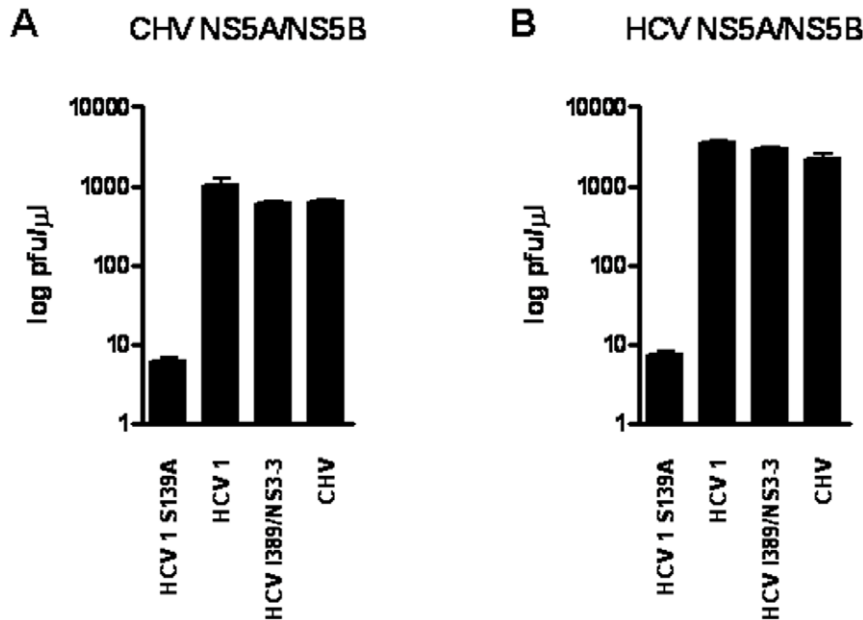 A
CHV NS5A/NS5B
log pfu/µl
10000
1000
100
10
1
HCV 1 S139A
HCV 1
HCV I389/NS3-3
CHV
B
HCV NS5A/NS5B
log pfu/µl
10000
1000
100
10
1
HCV 1 S139A
HCV 1
HCV I389/NS3-3
CHV